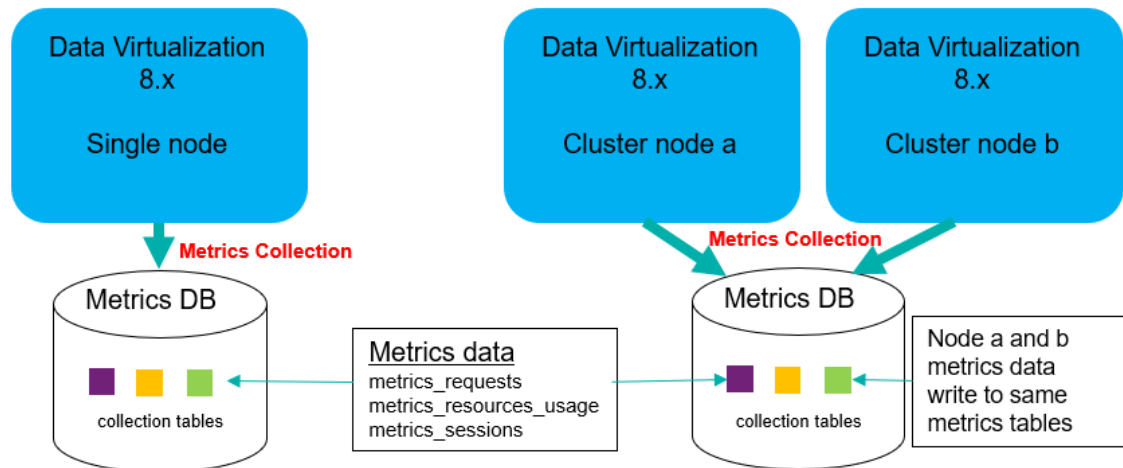 Data Virtualization
8.x
Single node
Data Virtualization
8.x
Cluster node a
Data Virtualization
8.x
Cluster node b
Metrics Collection
Metrics Collection
Metrics DB
collection tables
Metrics data
metrics_requests
metrics_resources_usage
metrics_sessions
Metrics DB
collection tables
Node a and b
metrics data
write to same
metrics tables